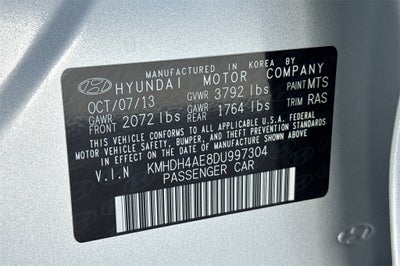 MANUFACTURED IN KOREA BY
HYUNDAI MOTOR COMPANY
OCT/07/13 GVWR 3792 lbs PAINT MTS
GAWR FRONT 2072 lbs GAWR REAR 1764 lbs TRIM RAS
THIS VEHICLE CONFORMS TO ALL APPLICABLE U.S.A. FEDERAL
MOTOR VEHICLE SAFETY, BUMPER, AND THEFT PREVENTION
STANDARDS IN EFFECT ON THE DATE OF MANUFACTURE SHOWN ABOVE.
V.I.N KMHDH4AE8DU997304
PASSENGER CAR